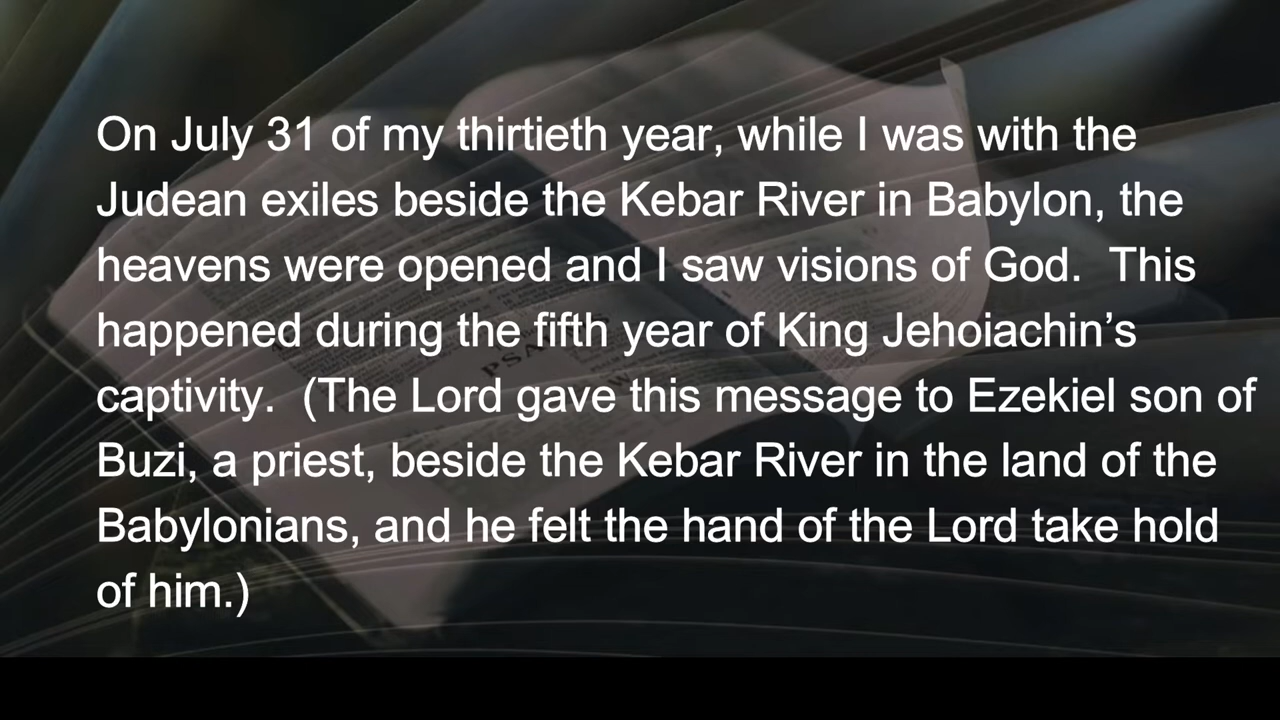 On July 31 of my thirtieth year, while I was with the
Judean exiles beside the Kebar River in Babylon, the
heavens were opened and I saw visions of God.  This
happened during the fifth year of King Jehoiachin’s
captivity.  (The Lord gave this message to Ezekiel son of
Buzi, a priest, beside the Kebar River in the land of the
Babylonians, and he felt the hand of the Lord take hold
of him.)